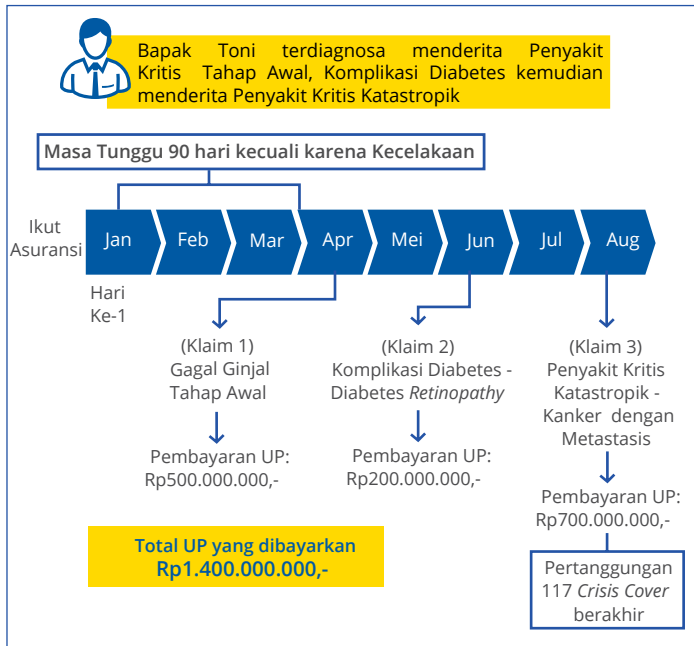 Bapak Toni terdiagnosa menderita Penyakit
Kritis Tahap Awal, Komplikasi Diabetes kemudian
menderita Penyakit Kritis Katastropik
Masa Tunggu 90 hari kecuali karena Kecelakaan
Ikut
Asuransi
Jan
Feb
Mar
Apr
Mei
Jun
Jul
Aug
Hari
Ke-1
(Klaim 1)
Gagal Ginjal
Tahap Awal
Pembayaran UP:
Rp500.000.000,-
(Klaim 2)
Komplikasi Diabetes -
Diabetes Retinopathy
Pembayaran UP:
Rp200.000.000,-
(Klaim 3)
Penyakit Kritis
Katastropik -
Kanker dengan
Metastasis
Pembayaran UP:
Rp700.000.000,-
Total UP yang dibayarkan
Rp1.400.000.000,-
Pertanggungan
117 Crisis Cover
berakhir